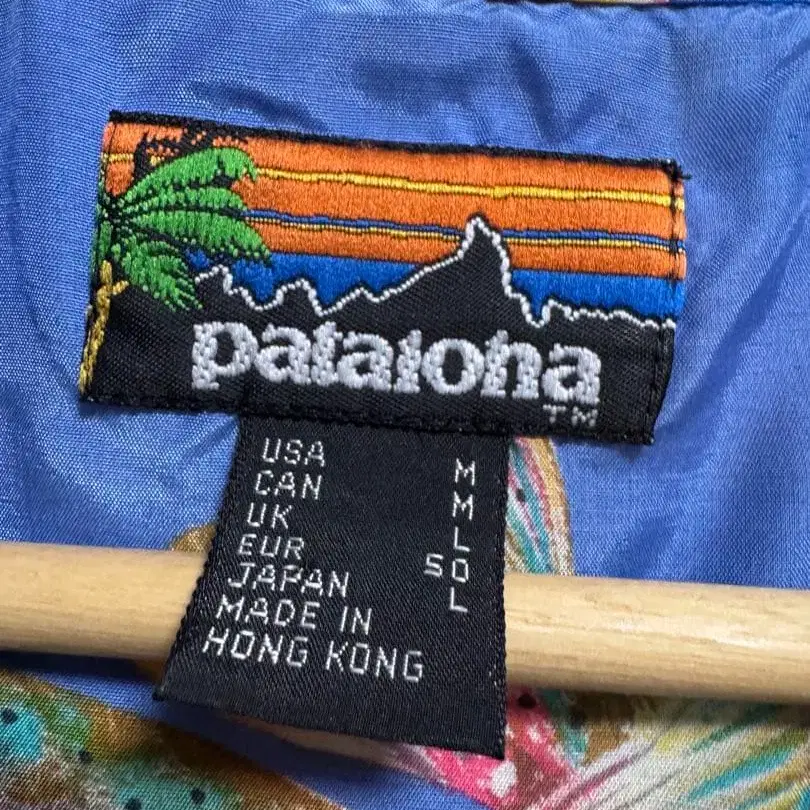 pataloha
TM
USA M
CAN M
UK L
EUR 50
JAPAN L
MADE IN
HONG KONG